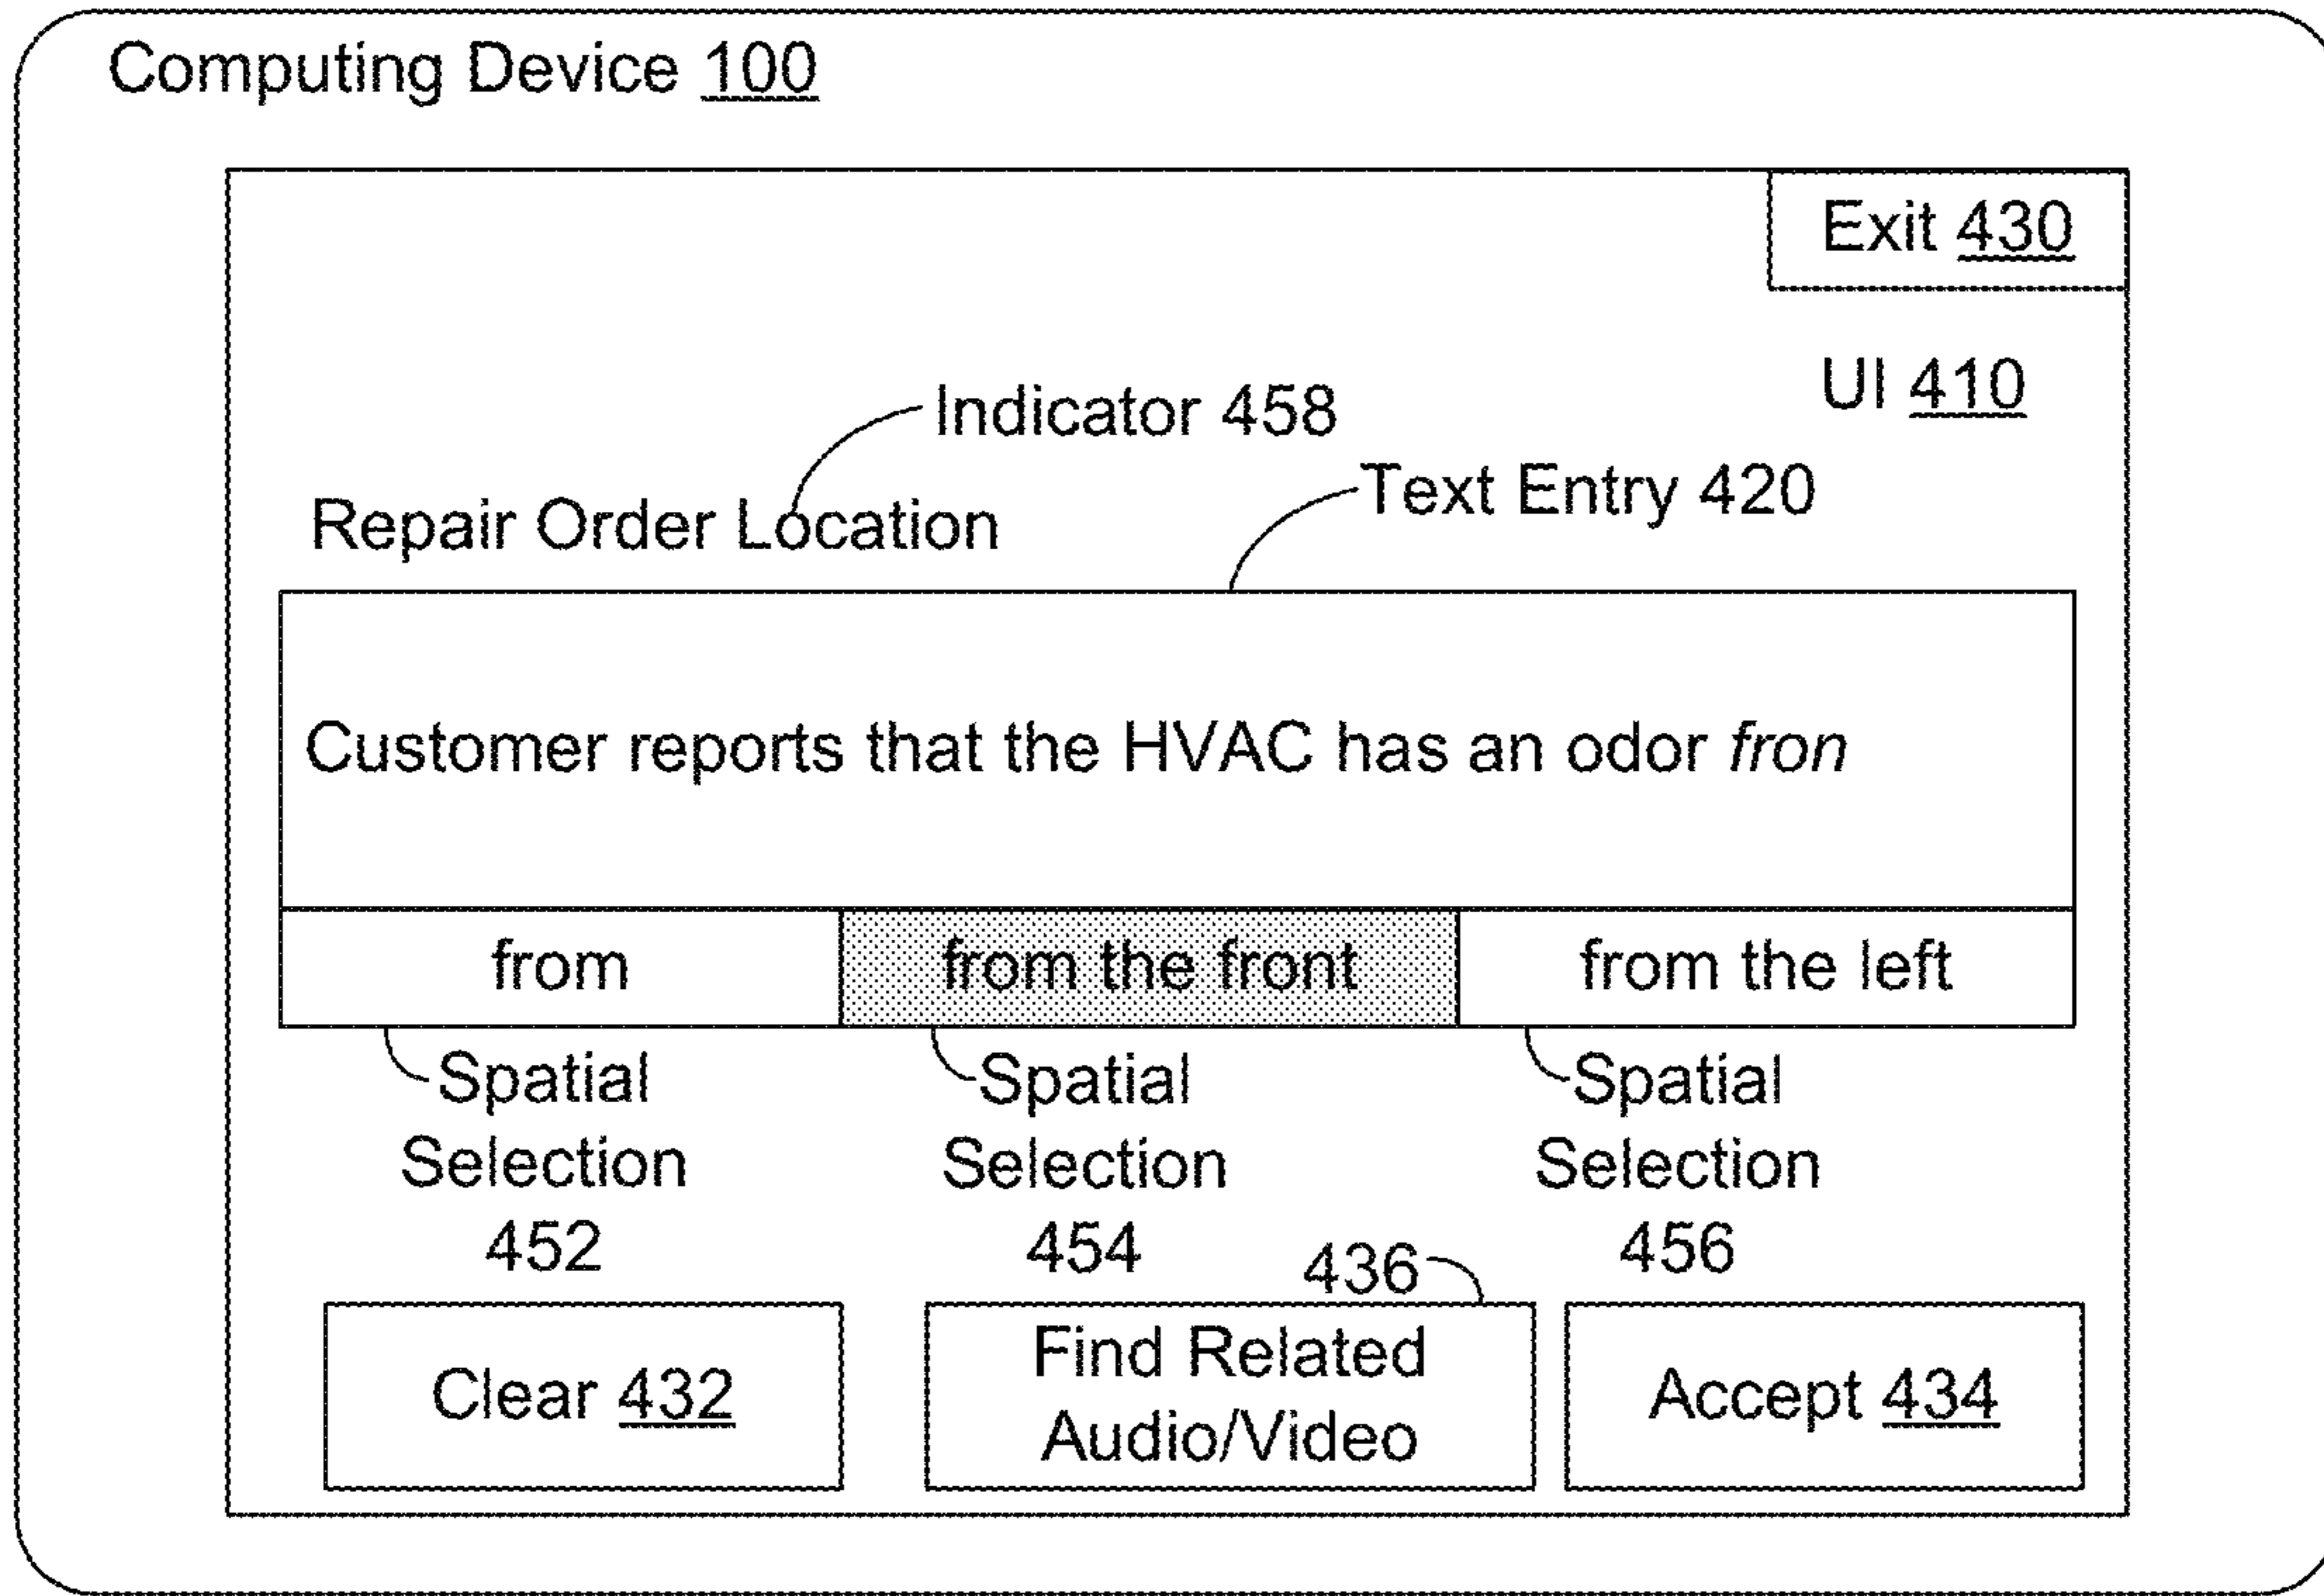 Computing Device 100
Exit 430
UI 410
Indicator 458
Text Entry 420
Repair Order Location
Customer reports that the HVAC has an odor fron
from
from the front
from the left
Spatial
Selection
452
Spatial
Selection
454
Spatial
Selection
456
436
Clear 432
Find Related
Audio/Video
Accept 434